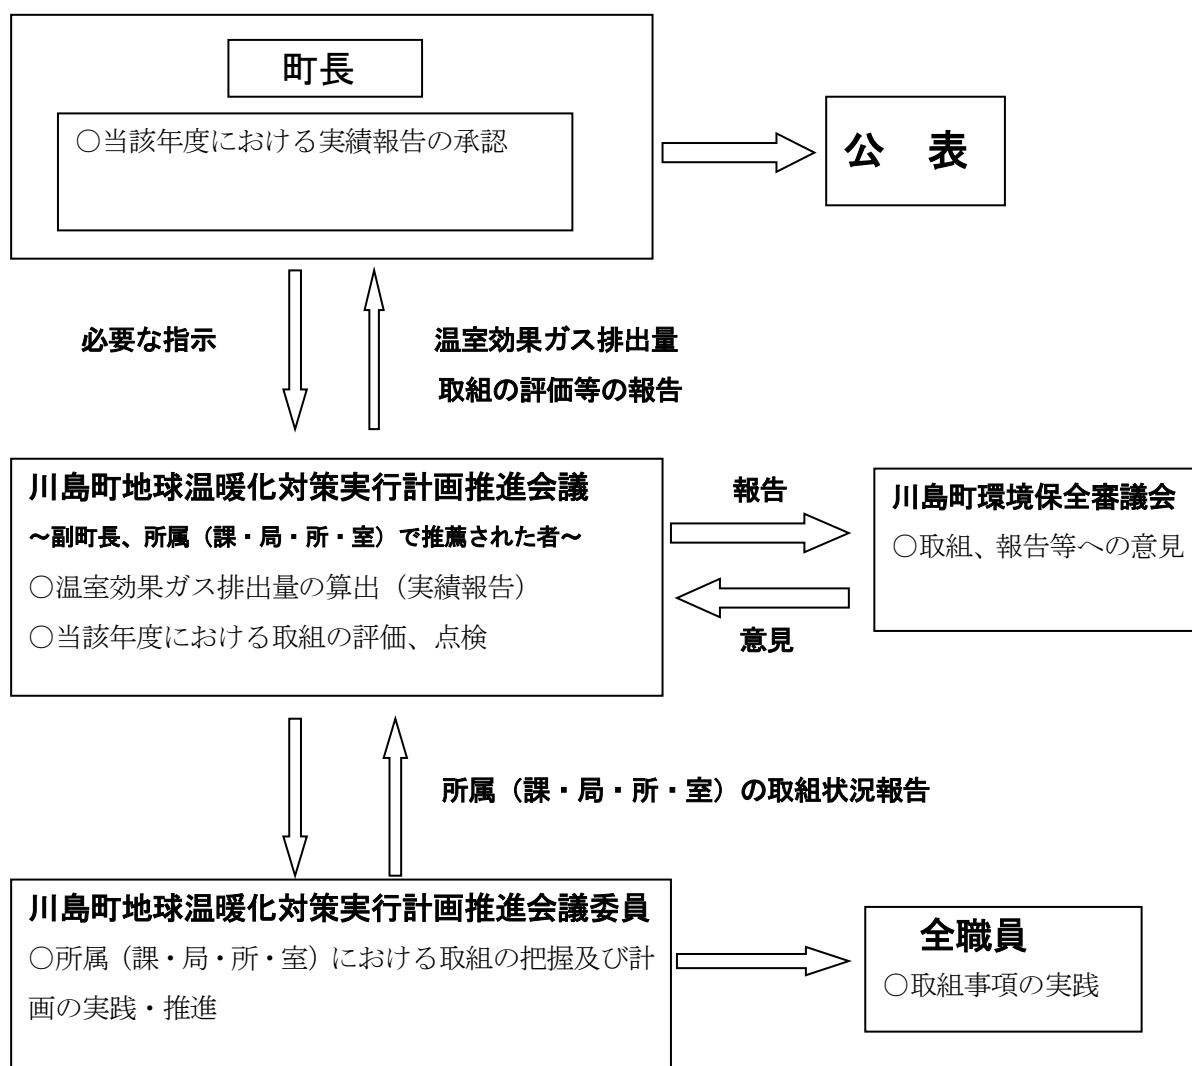 町長
○当該年度における実績報告の承認
公　表
必要な指示
温室効果ガス排出量
取組の評価等の報告
川島町地球温暖化対策実行計画推進会議
～副町長、所属（課・局・所・室）で推薦された者～
○温室効果ガス排出量の算出（実績報告）
○当該年度における取組の評価、点検
報告
意見
川島町環境保全審議会
○取組、報告等への意見
所属（課・局・所・室）の取組状況報告
川島町地球温暖化対策実行計画推進会議委員
○所属（課・局・所・室）における取組の把握及び計
画の実践・推進
全職員
○取組事項の実践